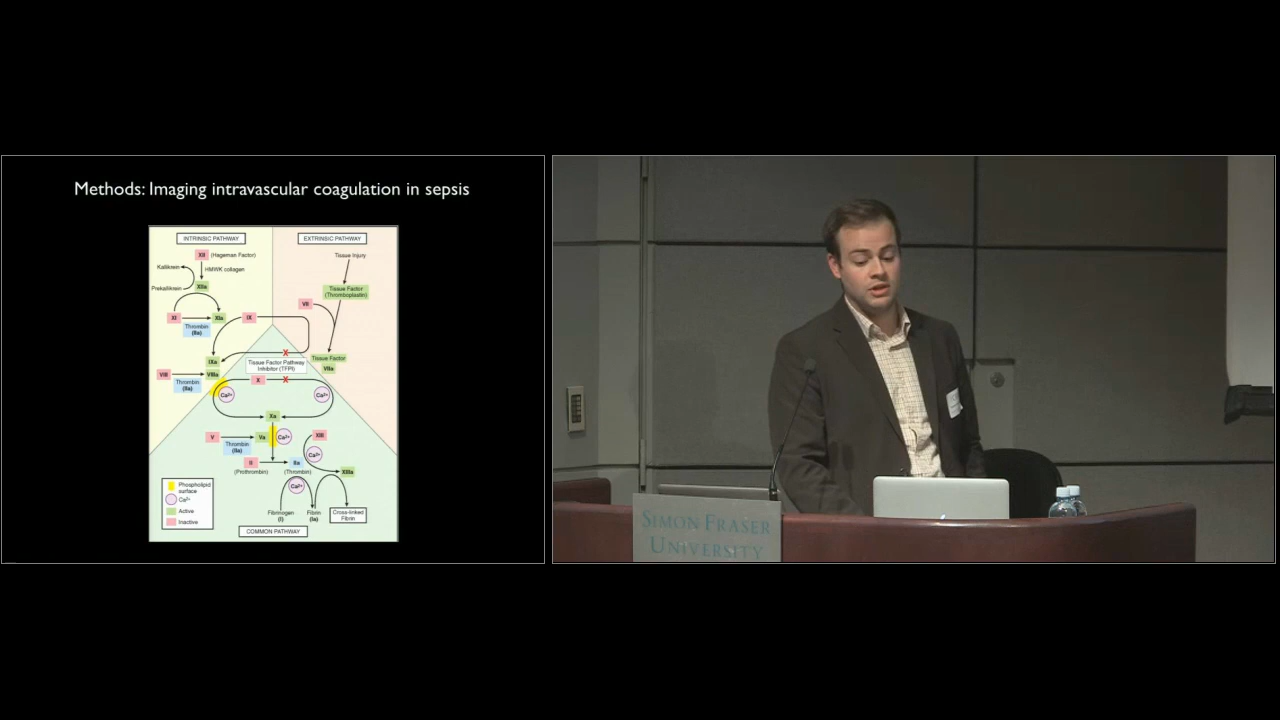 Methods: Imaging intravascular coagulation in sepsis
INTRINSIC PATHWAY
EXTRINSIC PATHWAY
XII (Hageman Factor)
Tissue Injury
Kallikrein
HMWK collagen
Prekallikrein
XIIa
Tissue Factor
(Thromboplastin)
VII
XI
XIa
IX
Thrombin
(IIa)
IXa
Tissue Factor
VIIa
Tissue Factor Pathway
Inhibitor (TFPI)
X
X
VIII
VIIIa
X
Thrombin
(IIa)
Ca2+
Ca2+
Xa
V
Va
Ca2+
XIII
Thrombin
(IIa)
Ca2+
II
(Prothrombin)
IIa
(Thrombin)
XIIIa
Ca2+
Phospholipid
surface
Ca2+
Active
Inactive
Fibrinogen
(I)
Fibrin
(Ia)
Cross-linked
Fibrin
COMMON PATHWAY
SIMON FRASER
UNIVERSITY